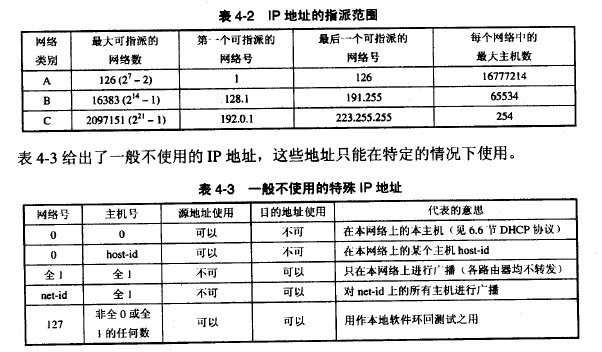 表 4-2 IP 地址的指派范围
网络类别 最大可指派的网络数 第一个可指派的网络号 最后一个可指派的网络号 每个网络中的最大主机数
A 126 (2⁷ – 2) 1 126 16777214
B 16383 (2¹⁴ – 1) 128.1 191.255 65534
C 2097151 (2²¹ – 1) 192.0.1 223.255.255 254
表 4-3 给出了一般不使用的 IP 地址，这些地址只能在特定的情况下使用。
表 4-3 一般不使用的特殊 IP 地址
网络号 主机号 源地址使用 目的地址使用 代表的意思
0 0 可以 不可 在本网络上的本主机（见 6.6 节 DHCP 协议）
0 host-id 可以 不可 在本网络上的某个主机 host-id
全 1 全 1 不可 可以 只在本网络上进行广播（各路由器均不转发）
net-id 全 1 不可 可以 对 net-id 上的所有主机进行广播
127 非全 0 或全 1 的任何数 可以 可以 用作本地软件环回测试之用